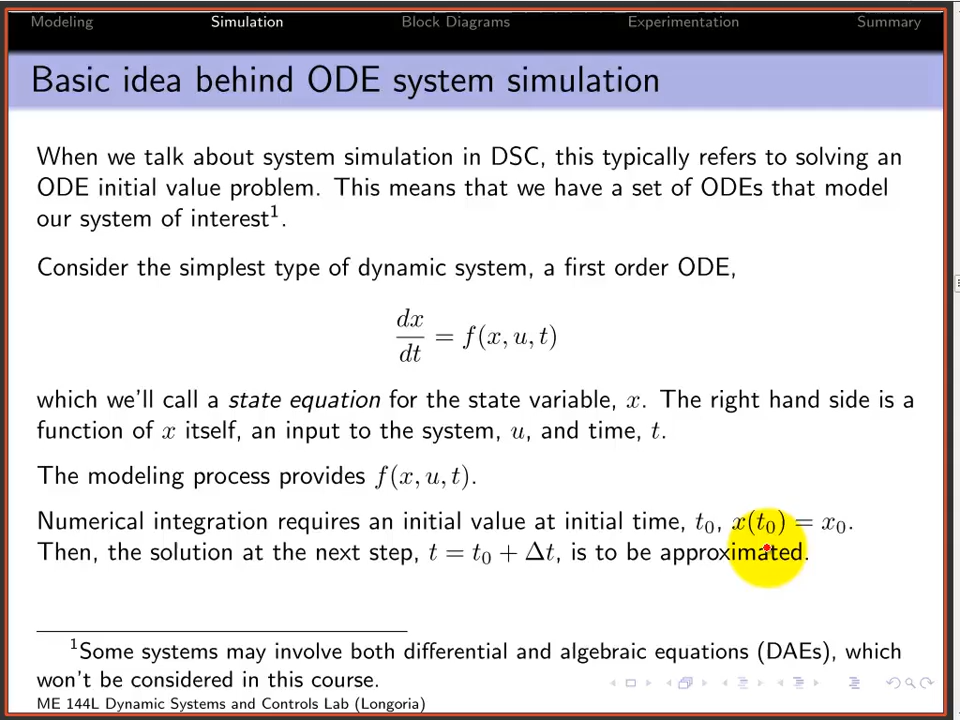 Modeling Simulation Block Diagrams Experimentation Summary
Basic idea behind ODE system simulation
When we talk about system simulation in DSC, this typically refers to solving an
ODE initial value problem. This means that we have a set of ODEs that model
our system of interest¹.
Consider the simplest type of dynamic system, a first order ODE,
dx/dt = f(x, u, t)
which we'll call a state equation for the state variable, x. The right hand side is a
function of x itself, an input to the system, u, and time, t.
The modeling process provides f(x, u, t).
Numerical integration requires an initial value at initial time, t₀, x(t₀) = x₀.
Then, the solution at the next step, t = t₀ + Δt, is to be approximated.
¹Some systems may involve both differential and algebraic equations (DAEs), which
won't be considered in this course.
ME 144L Dynamic Systems and Controls Lab (Longoria)